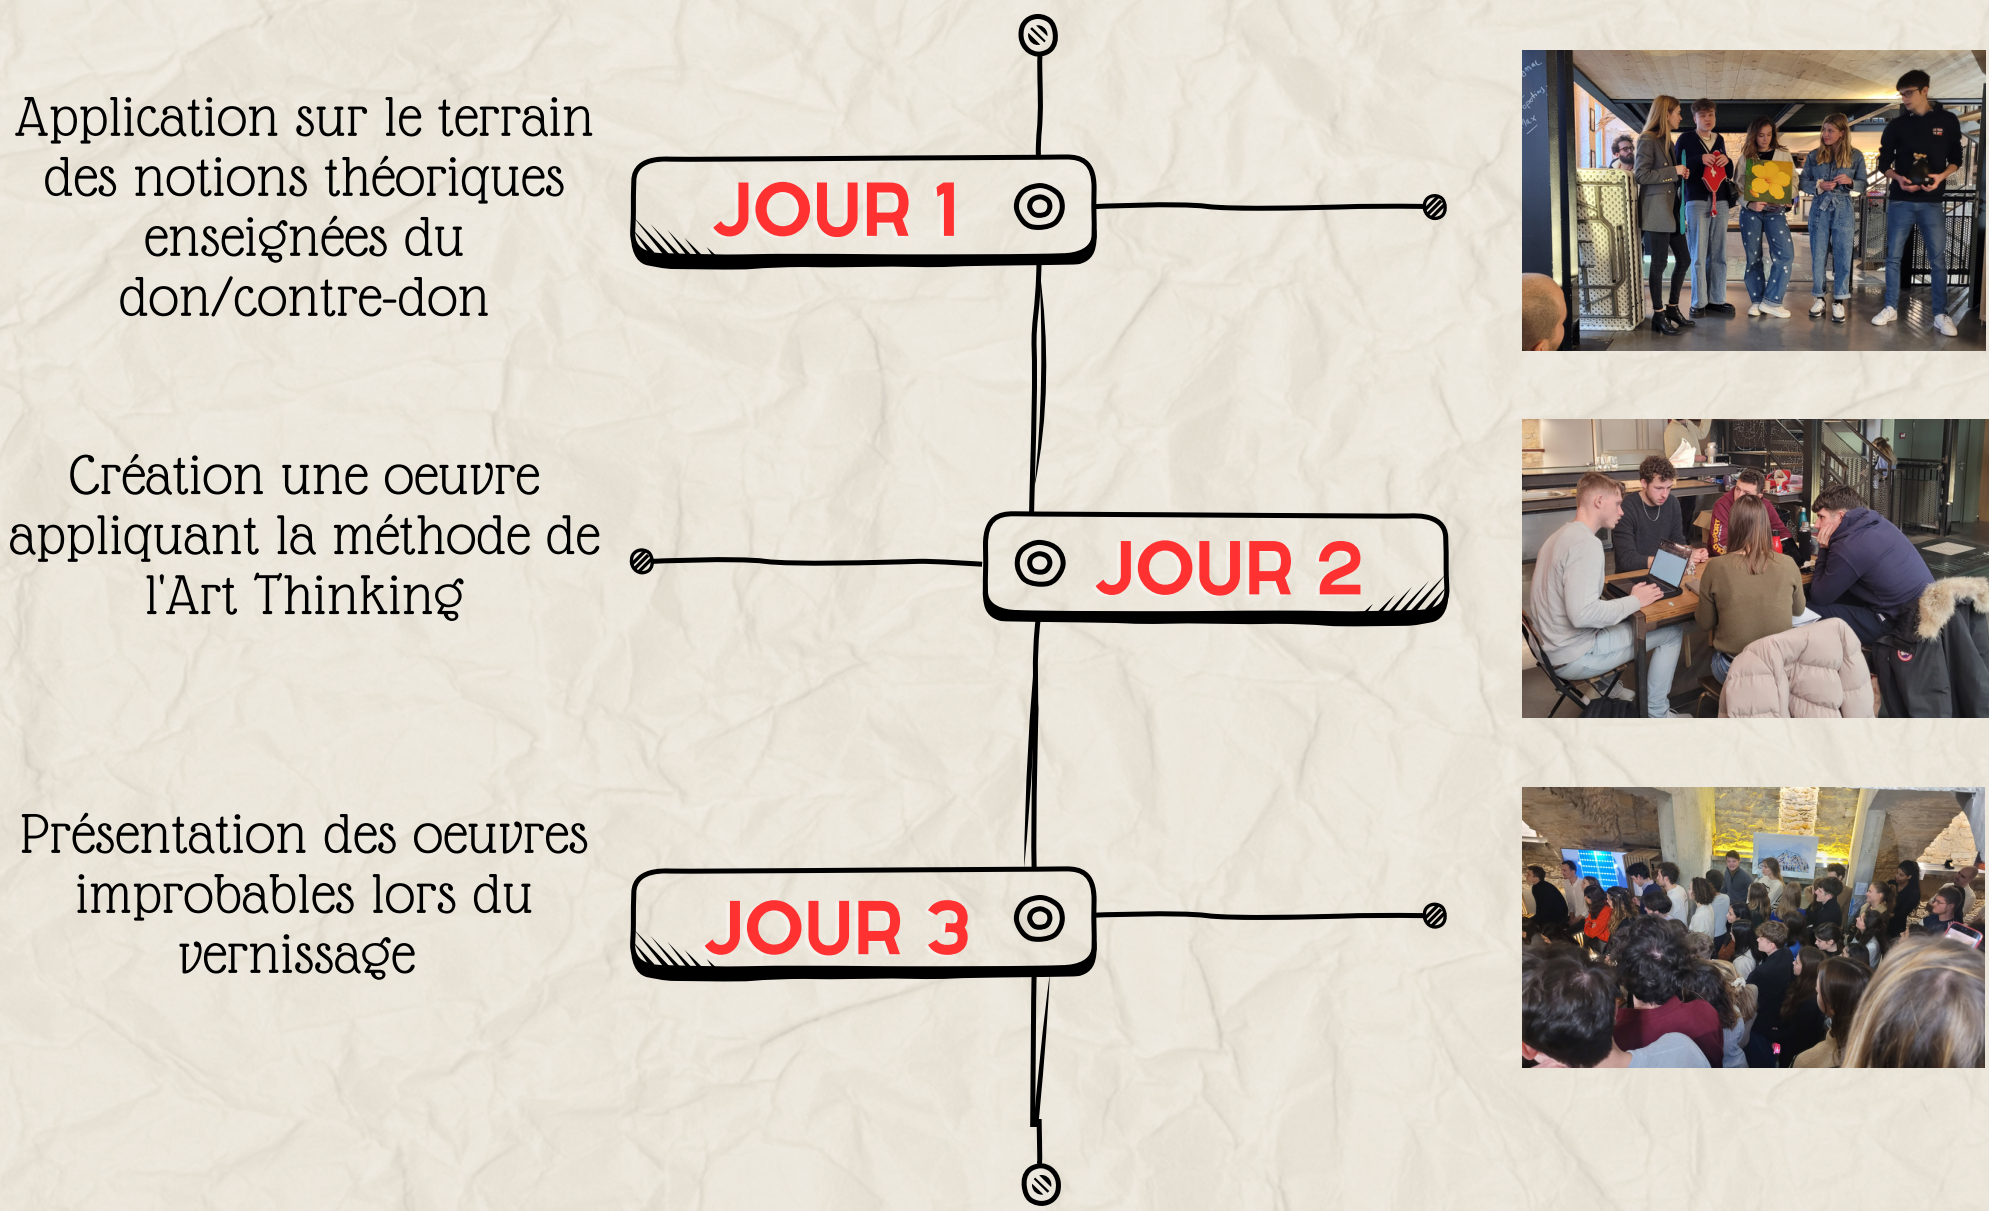 Application sur le terrain
des notions théoriques
enseignées du
don/contre-don
JOUR 1
Création une oeuvre
appliquant la méthode de
l'Art Thinking
JOUR 2
Présentation des oeuvres
improbables lors du
vernissage
JOUR 3